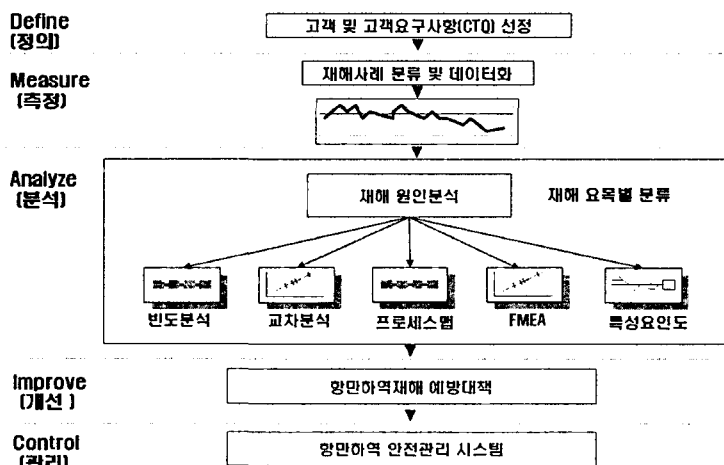 Define
(정의)
고객 및 고객요구사항(CTQ) 선정
Measure
(측정)
재해사례 분류 및 데이터화
Analyze
(분석)
재해 원인분석
재해 요목별 분류
빈도분석
교차분석
프로세스맵
FMEA
특성요인도
Improve
(개선 )
항만하역재해 예방대책
Control
(관리)
항만하역 안전관리 시스템